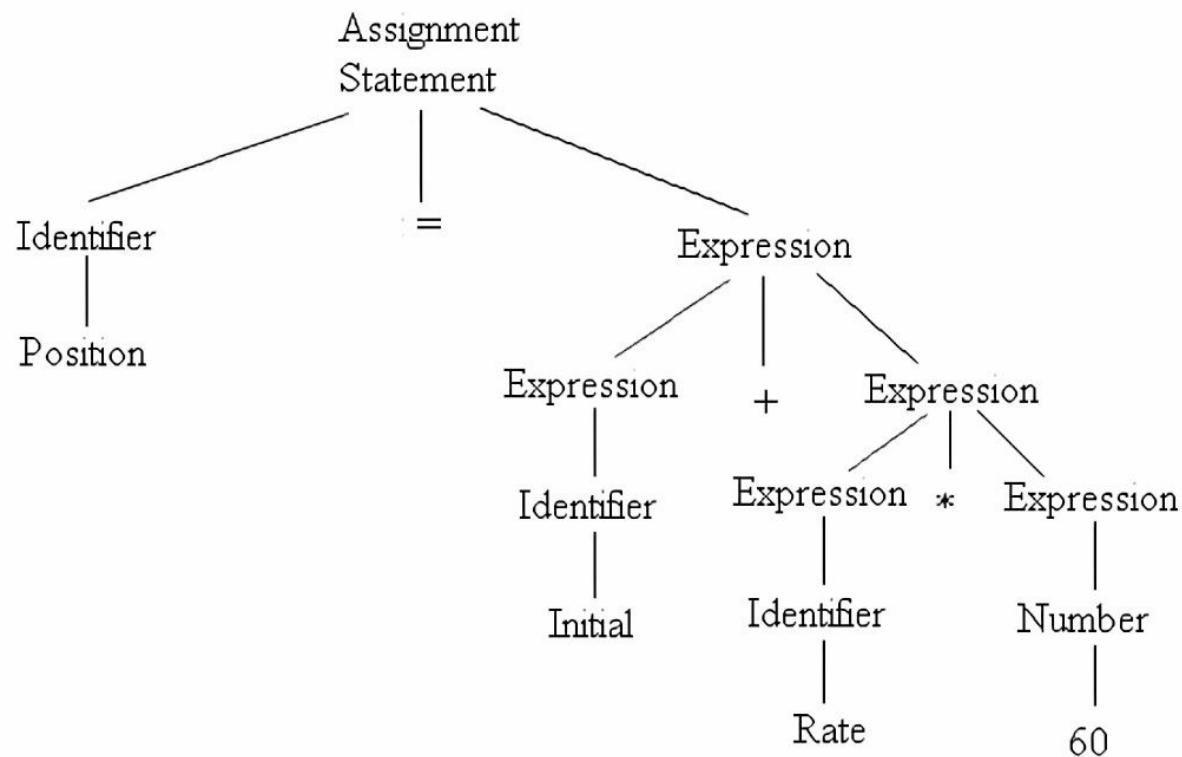 Assignment
Statement
Identifier := Expression
Position
Expression + Expression
Identifier Expression * Expression
Initial Identifier Number
Rate 60